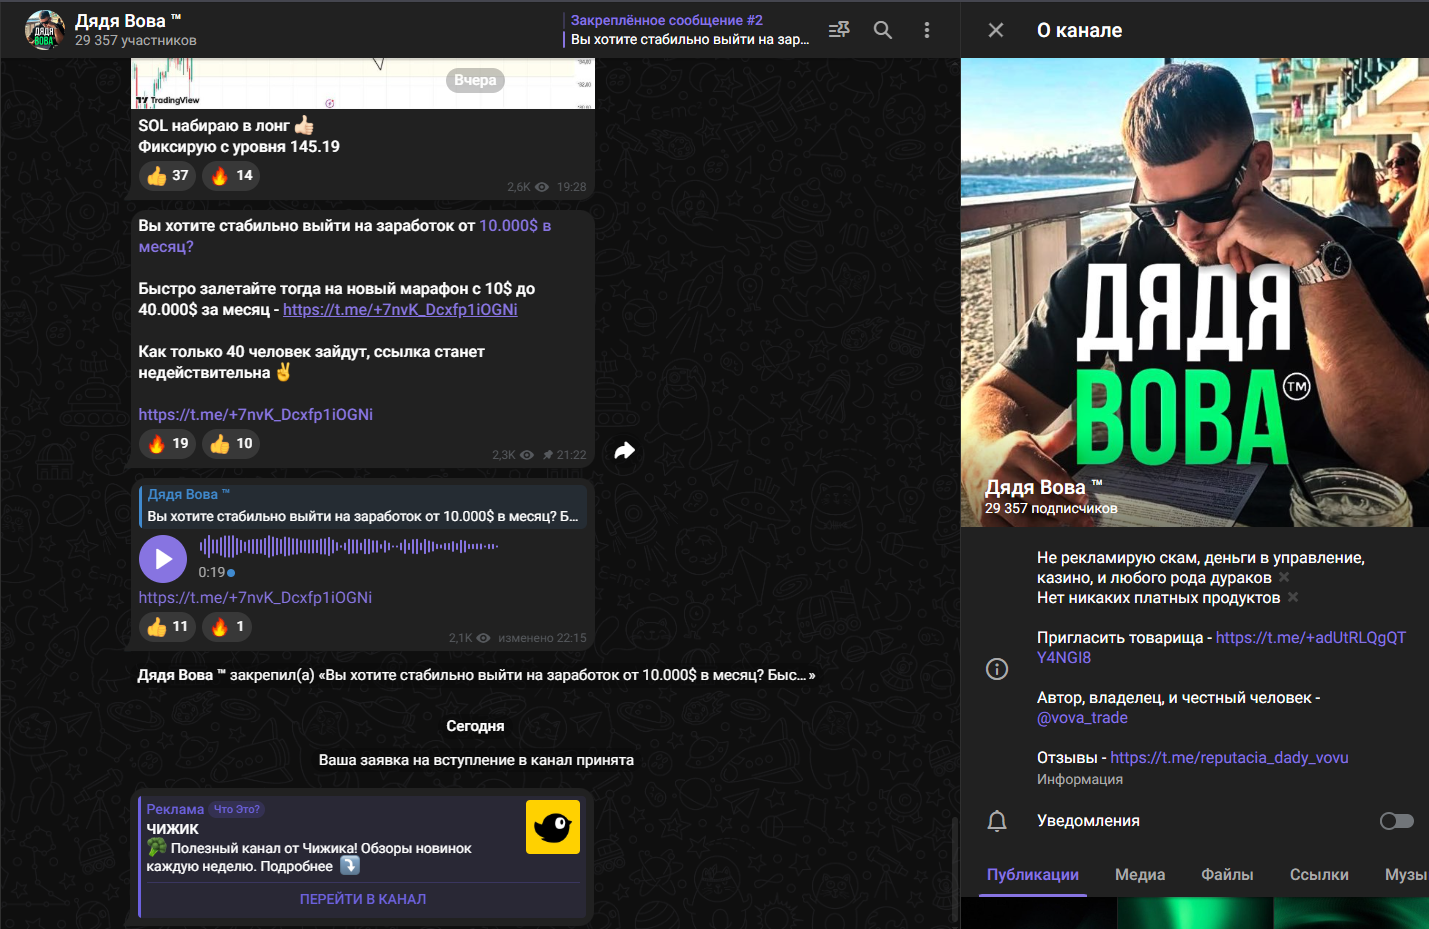 Дядя Вова ™
29 357 участников
Закреплённое сообщение #2
Вы хотите стабильно выйти на зар...
TradingView
Вчера
SOL набираю в лонг 👍🏻
Фиксирую с уровня 145.19
👍 37 🔥 14
2,6K 19:28
Вы хотите стабильно выйти на заработок от 10.000$ в
месяц?
Быстро залетайте тогда на новый марафон с 10$ до
40.000$ за месяц - https://t.me/+7nvK_Dcxfp1iOGNi
Как только 40 человек зайдут, ссылка станет
недействительна ✌️
https://t.me/+7nvK_Dcxfp1iOGNi
🔥 19 👍 10
2,3K 21:22
Дядя Вова ™
Вы хотите стабильно выйти на заработок от 10.000$ в месяц? Б...
0:19
https://t.me/+7nvK_Dcxfp1iOGNi
👍 11 🔥 1
2,1K изменено 22:15
Дядя Вова ™ закрепил(а) «Вы хотите стабильно выйти на заработок от 10.000$ в месяц? Быс...»
Сегодня
Ваша заявка на вступление в канал принята
Реклама Что Это?
ЧИЖИК
🥦 Полезный канал от Чижика! Обзоры новинок
каждую неделю. Подробнее ⤵️
ПЕРЕЙТИ В КАНАЛ
О канале
ДЯДЯ
ВОВА™
Дядя Вова ™
29 357 подписчиков
Не рекламирую скам, деньги в управление,
казино, и любого рода дураков ✖
Нет никаких платных продуктов ✖
Пригласить товарища - https://t.me/+adUtRLQgQT
Y4NGI8
Автор, владелец, и честный человек -
@vova_trade
Отзывы - https://t.me/reputacia_dady_vovu
Информация
Уведомления
Публикации Медиа Файлы Ссылки Музы